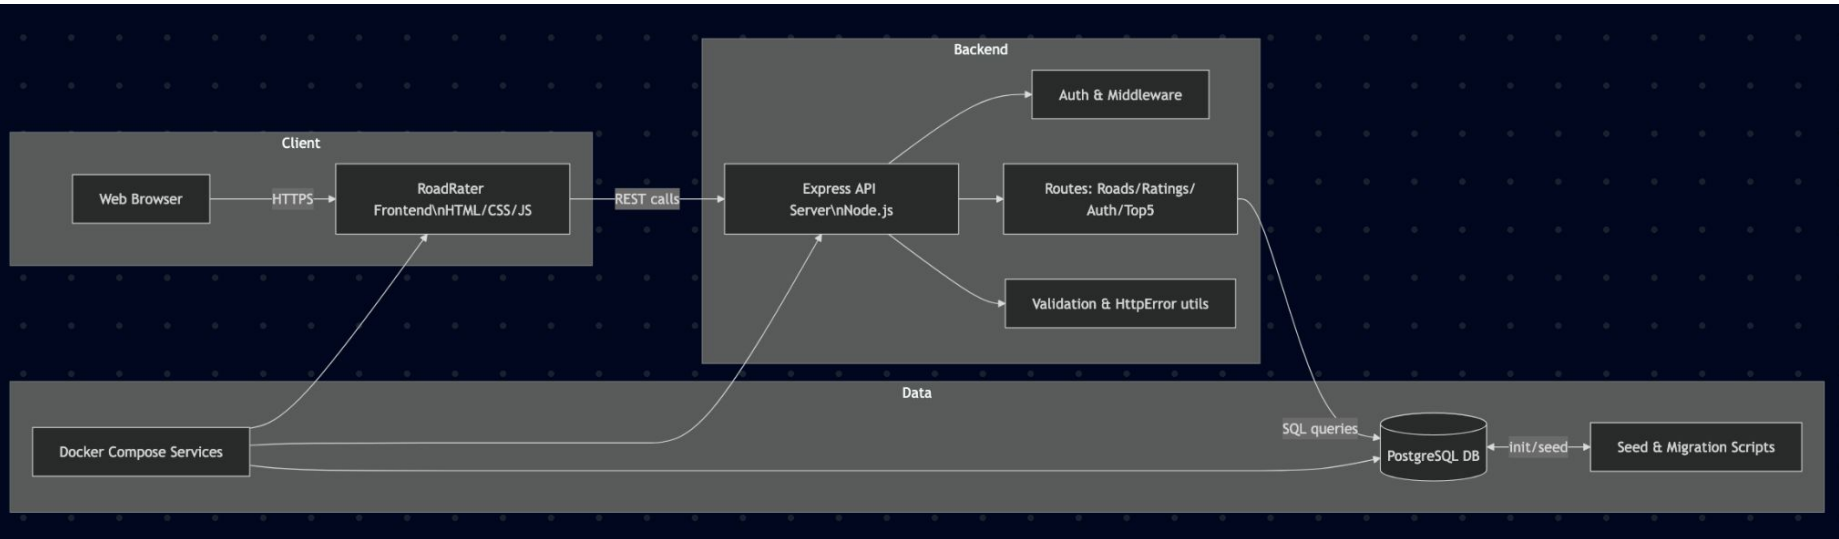 Backend
Auth & Middleware
Client
Web Browser
HTTPS
RoadRater
Frontend\nHTML/CSS/JS
REST calls
Express API
Server\nNode.js
Routes: Roads/Ratings/
Auth/Top5
Validation & HttpError utils
Data
Docker Compose Services
SQL queries
PostgreSQL DB
init/seed
Seed & Migration Scripts